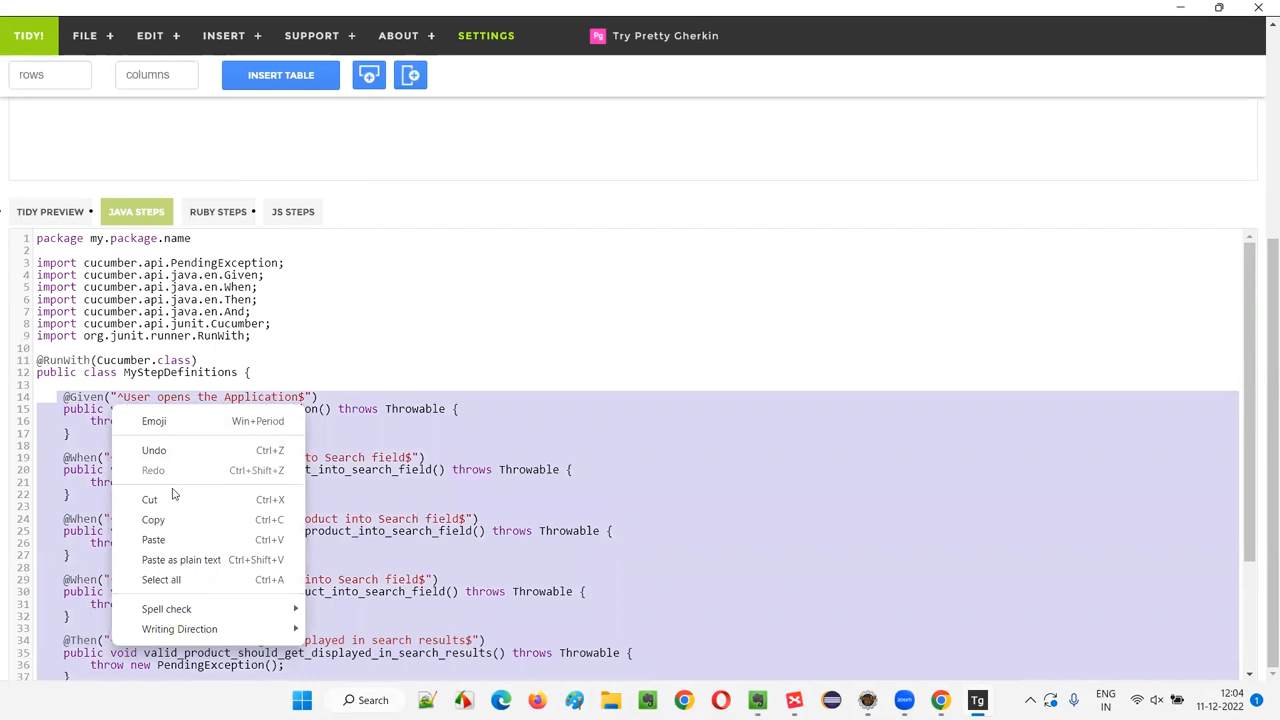 TIDY! FILE + EDIT + INSERT + SUPPORT + ABOUT + SETTINGS Pg Try Pretty Gherkin
rows columns INSERT TABLE
TIDY PREVIEW • JAVA STEPS RUBY STEPS • JS STEPS
1 package my.package.name
2
3 import cucumber.api.PendingException;
4 import cucumber.api.java.en.Given;
5 import cucumber.api.java.en.When;
6 import cucumber.api.java.en.Then;
7 import cucumber.api.java.en.And;
8 import cucumber.api.junit.Cucumber;
9 import org.junit.runner.RunWith;
10
11 @RunWith(Cucumber.class)
12 public class MyStepDefinitions {
13
14 @Given("^User opens the Application$")
15 public on() throws Throwable {
16 thr
17 }
18
19 @When(" into Search field$")
20 public t_into_search_field() throws Throwable {
21 thr
22 }
23
24 @When(" oduct into Search field$")
25 public product_into_search_field() throws Throwable {
26 thr
27 }
28
29 @When(" into Search field$")
30 public ct_into_search_field() throws Throwable {
31 thr
32 }
33
34 @Then(" played in search results$")
35 public void valid_product_should_get_displayed_in_search_results() throws Throwable {
36 throw new PendingException();
37 }
Emoji Win+Period
Undo Ctrl+Z
Redo Ctrl+Shift+Z
Cut Ctrl+X
Copy Ctrl+C
Paste Ctrl+V
Paste as plain text Ctrl+Shift+V
Select all Ctrl+A
Spell check
Writing Direction
Search Tg ENG IN 12:04 11-12-2022 1
zoom